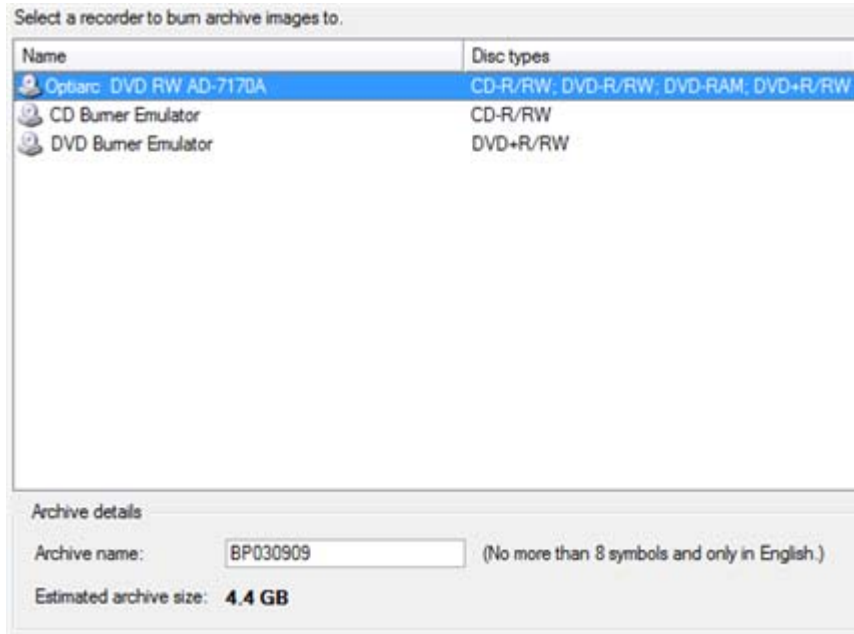 Select a recorder to burn archive images to.
Name Disc types
Optiarc DVD RW AD-7170A CD-R/RW; DVD-R/RW; DVD-RAM; DVD+R/RW
CD Burner Emulator CD-R/RW
DVD Burner Emulator DVD+R/RW
Archive details
Archive name: BP030909 (No more than 8 symbols and only in English.)
Estimated archive size: 4.4 GB